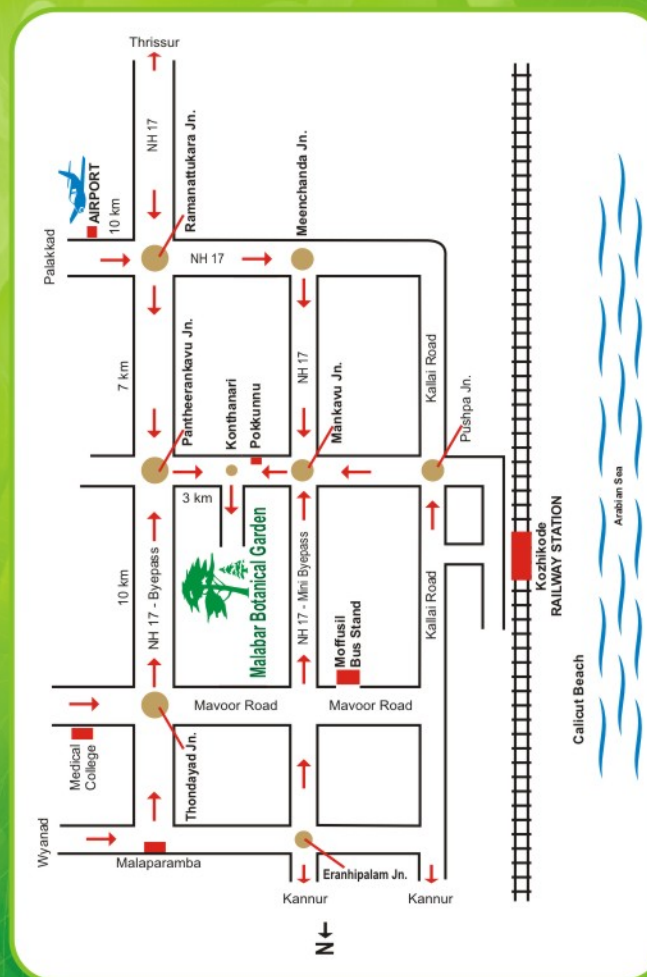 Thrissur
NH 17
Ramanattukara Jn.
Meenchanda Jn.
AIRPORT
10 km
Palakkad
NH 17
7 km
Pantheerankavu Jn.
Konthanari
Pokkunnu
NH 17
Mankavu Jn.
Kallai Road
Pushpa Jn.
3 km
10 km
NH 17 - Byepass
Malabar Botanical Garden
NH 17 - Mini Byepass
Moffusil
Bus Stand
Kallai Road
Kozhikode
RAILWAY STATION
Arabian Sea
Calicut Beach
Mavoor Road
Mavoor Road
Medical
College
Thondayad Jn.
Wyanad
Malaparamba
Eranhipalam Jn.
Kannur
Kannur
N